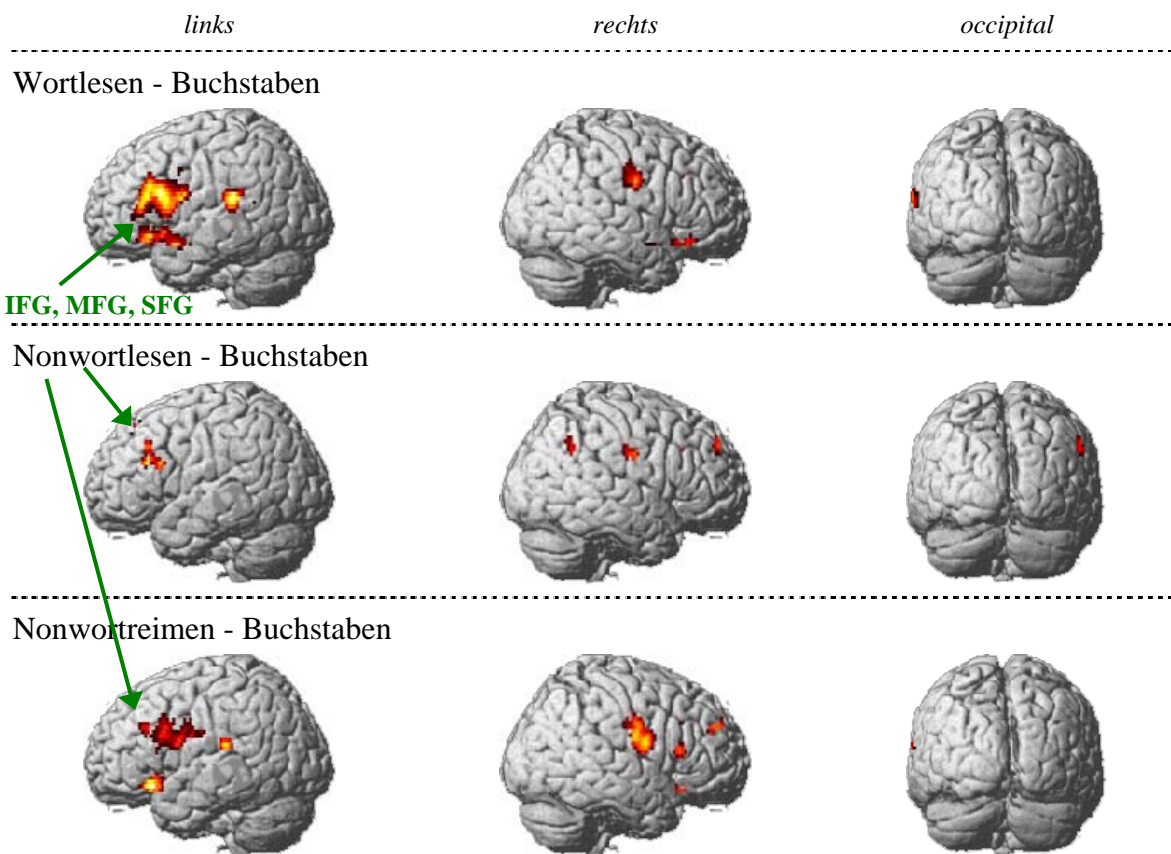 links rechts occipital
Wortlesen - Buchstaben
IFG, MFG, SFG
Nonwortlesen - Buchstaben
Nonwortreimen - Buchstaben